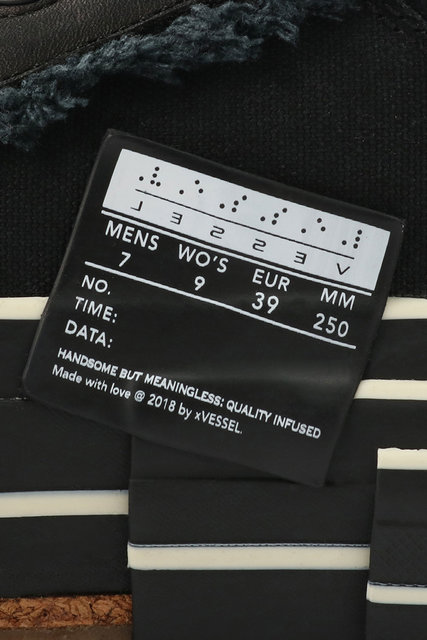 VESSEL
MENS WO'S EUR MM
7 9 39 250
NO.
TIME:
DATA:
HANDSOME BUT MEANINGLESS: QUALITY INFUSED
Made with love @ 2018 by xVESSEL.